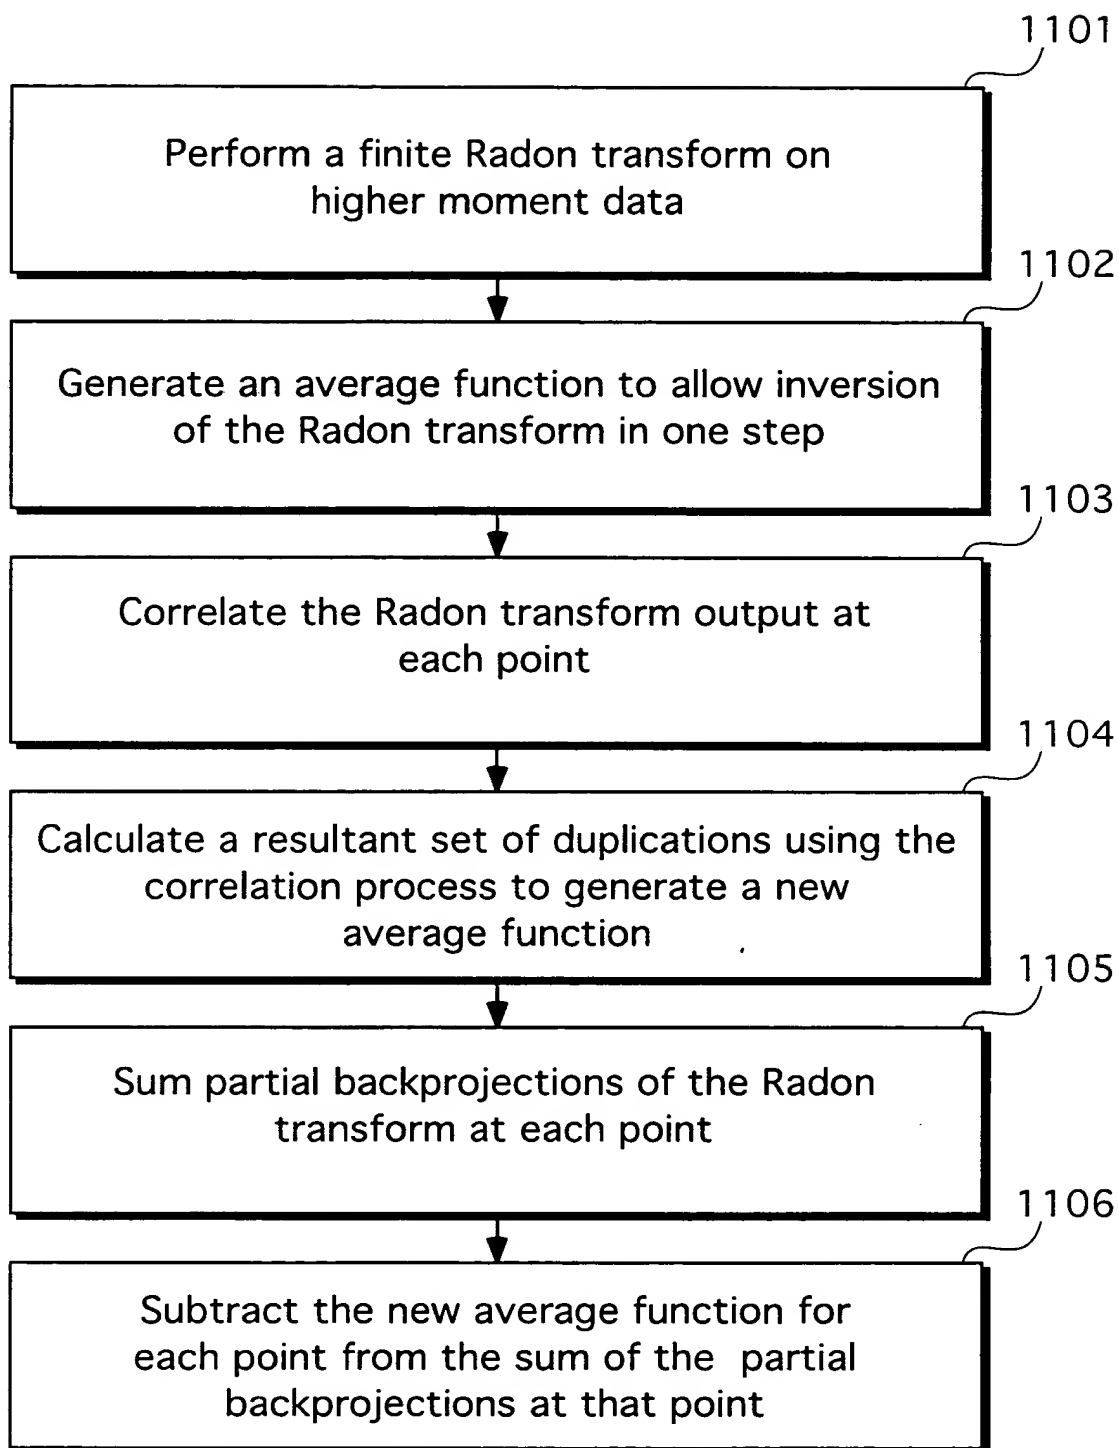 1101
Perform a finite Radon transform on
higher moment data
1102
Generate an average function to allow inversion
of the Radon transform in one step
1103
Correlate the Radon transform output at
each point
1104
Calculate a resultant set of duplications using the
correlation process to generate a new
average function
1105
Sum partial backprojections of the Radon
transform at each point
1106
Subtract the new average function for
each point from the sum of the partial
backprojections at that point